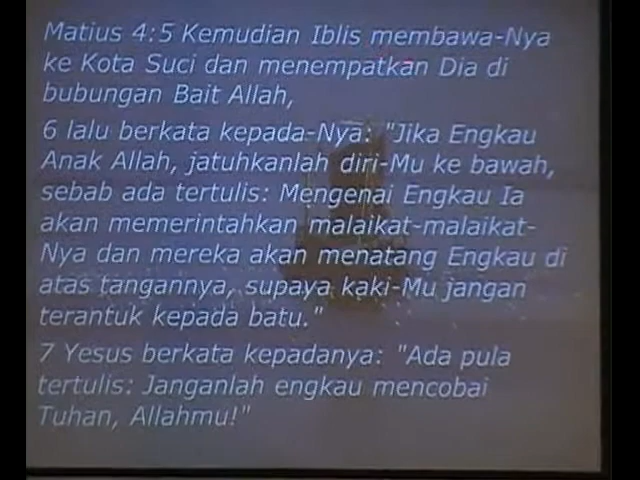 Matius 4:5 Kemudian Iblis membawa-Nya
ke Kota Suci dan menempatkan Dia di
bubungan Bait Allah,
6 lalu berkata kepada-Nya: "Jika Engkau
Anak Allah, jatuhkanlah diri-Mu ke bawah,
sebab ada tertulis: Mengenai Engkau Ia
akan memerintahkan malaikat-malaikat-
Nya dan mereka akan menatang Engkau di
atas tangannya, supaya kaki-Mu jangan
terantuk kepada batu."
7 Yesus berkata kepadanya: "Ada pula
tertulis: Janganlah engkau mencobai
Tuhan, Allahmu!"